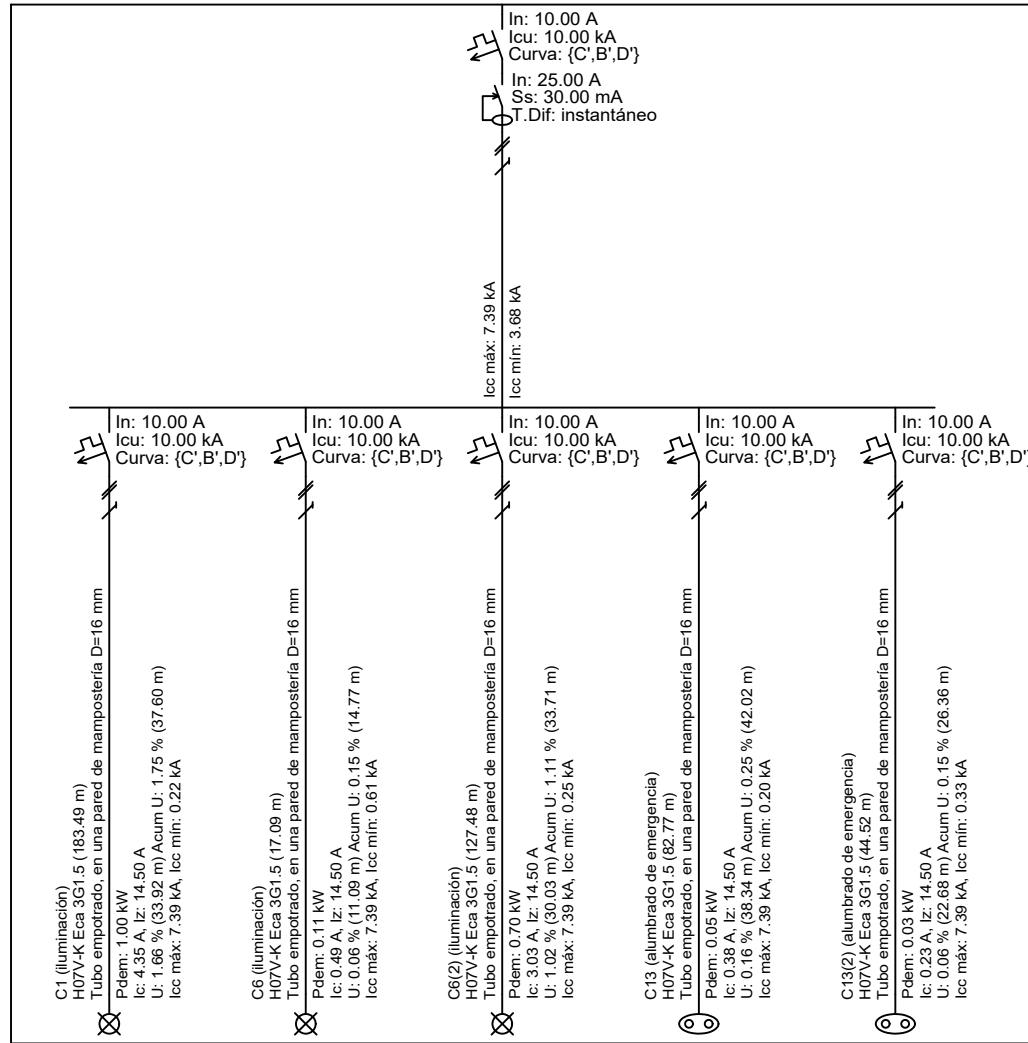 In: 10.00 A
Icu: 10.00 kA
Curva: {C',B',D'}
In: 25.00 A
Ss: 30.00 mA
T.Dif: instantáneo
Icc máx: 7.39 kA
Icc mín: 3.68 kA
In: 10.00 A
Icu: 10.00 kA
Curva: {C',B',D'}
In: 10.00 A
Icu: 10.00 kA
Curva: {C',B',D'}
In: 10.00 A
Icu: 10.00 kA
Curva: {C',B',D'}
In: 10.00 A
Icu: 10.00 kA
Curva: {C',B',D'}
In: 10.00 A
Icu: 10.00 kA
Curva: {C',B',D'}
C1 (iluminación)
H07V-K Eca 3G1.5 (183.49 m)
Tubo empotrado, en una pared de mampostería D=16 mm
Pdem: 1.00 kW
Ic: 4.35 A, Iz: 14.50 A
U: 1.66 % (33.92 m) Acum U: 1.75 % (37.60 m)
Icc máx: 7.39 kA, Icc mín: 0.22 kA
C6 (iluminación)
H07V-K Eca 3G1.5 (17.09 m)
Tubo empotrado, en una pared de mampostería D=16 mm
Pdem: 0.11 kW
Ic: 0.49 A, Iz: 14.50 A
U: 0.06 % (11.09 m) Acum U: 0.15 % (14.77 m)
Icc máx: 7.39 kA, Icc mín: 0.61 kA
C6(2) (iluminación)
H07V-K Eca 3G1.5 (127.48 m)
Tubo empotrado, en una pared de mampostería D=16 mm
Pdem: 0.70 kW
Ic: 3.03 A, Iz: 14.50 A
U: 1.02 % (30.03 m) Acum U: 1.11 % (33.71 m)
Icc máx: 7.39 kA, Icc mín: 0.25 kA
C13 (alumbrado de emergencia)
H07V-K Eca 3G1.5 (82.77 m)
Tubo empotrado, en una pared de mampostería D=16 mm
Pdem: 0.05 kW
Ic: 0.38 A, Iz: 14.50 A
U: 0.16 % (38.34 m) Acum U: 0.25 % (42.02 m)
Icc máx: 7.39 kA, Icc mín: 0.20 kA
C13(2) (alumbrado de emergencia)
H07V-K Eca 3G1.5 (44.52 m)
Tubo empotrado, en una pared de mampostería D=16 mm
Pdem: 0.03 kW
Ic: 0.23 A, Iz: 14.50 A
U: 0.06 % (22.68 m) Acum U: 0.15 % (26.36 m)
Icc máx: 7.39 kA, Icc mín: 0.33 kA